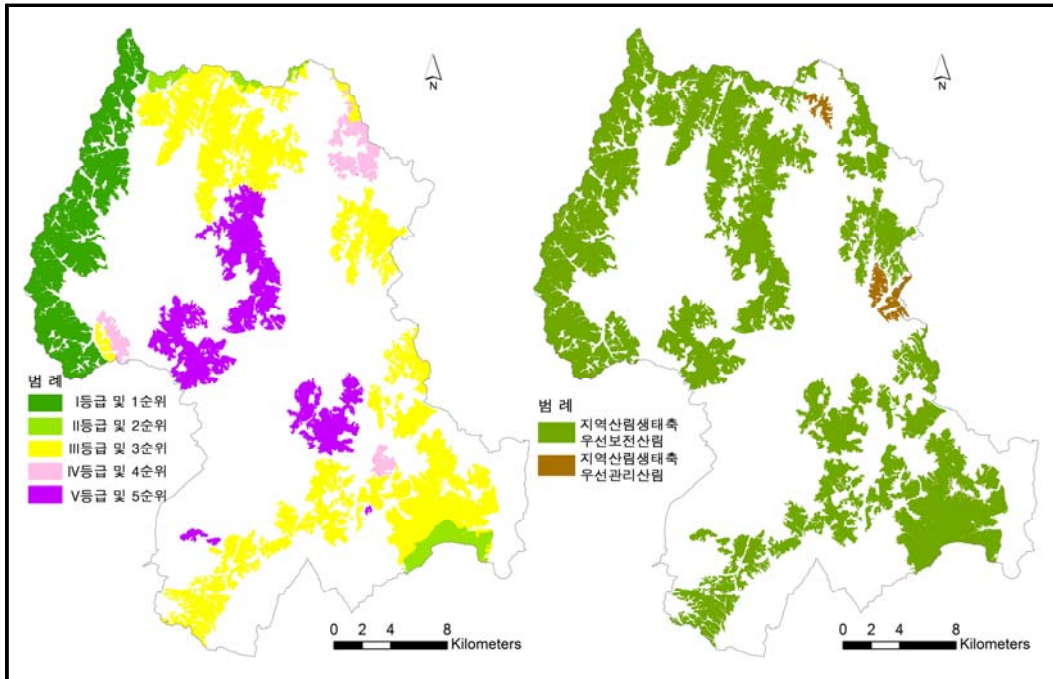 N
범 례
I등급 및 1순위
II등급 및 2순위
III등급 및 3순위
IV등급 및 4순위
V등급 및 5순위
0 2 4 8
Kilometers
N
범 례
지역산림생태축
우선보전산림
지역산림생태축
우선관리산림
0 2 4 8
Kilometers